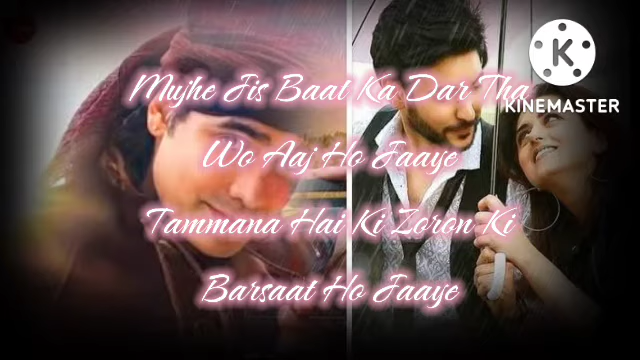 Mujhe Jis Baat Ka Dar Tha
KINEMASTER
Wo Aaj Ho Jaaye
Tammana Hai Ki Zoron Ki
Barsaat Ho Jaaye